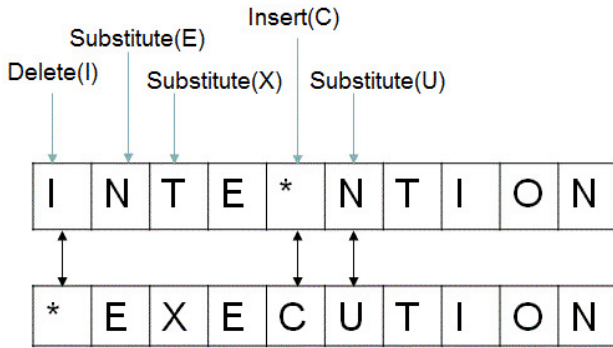 Insert(C)
Substitute(E)
Delete(I)
Substitute(X)
Substitute(U)
I N T E * N T I O N
* E X E C U T I O N